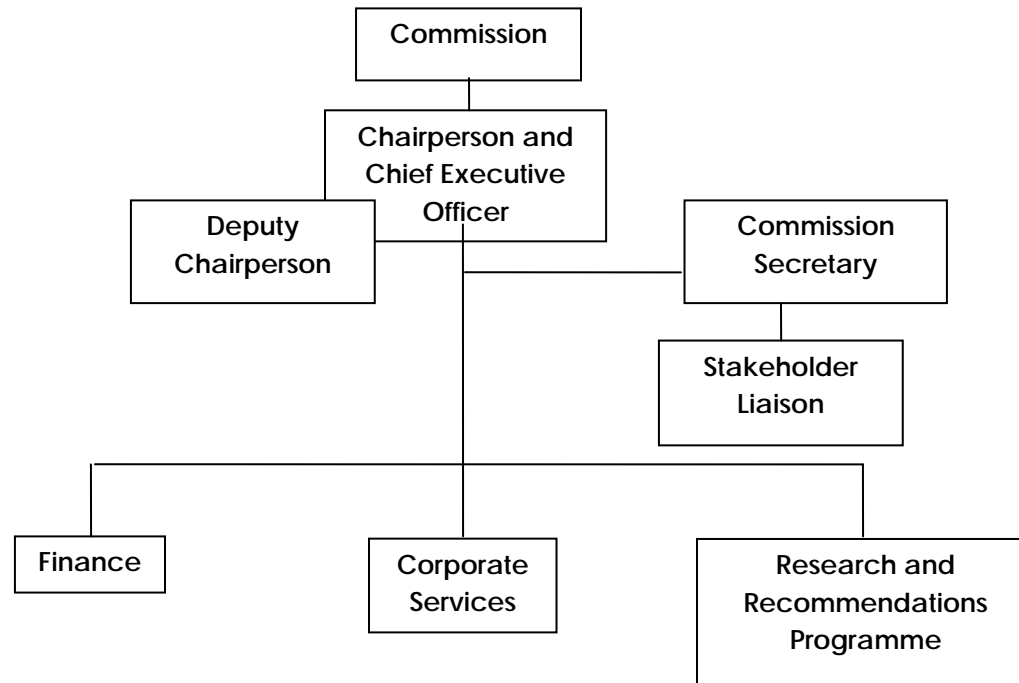 Commission
Chairperson and
Chief Executive
Officer
Deputy
Chairperson
Commission
Secretary
Stakeholder
Liaison
Finance
Corporate
Services
Research and
Recommendations
Programme